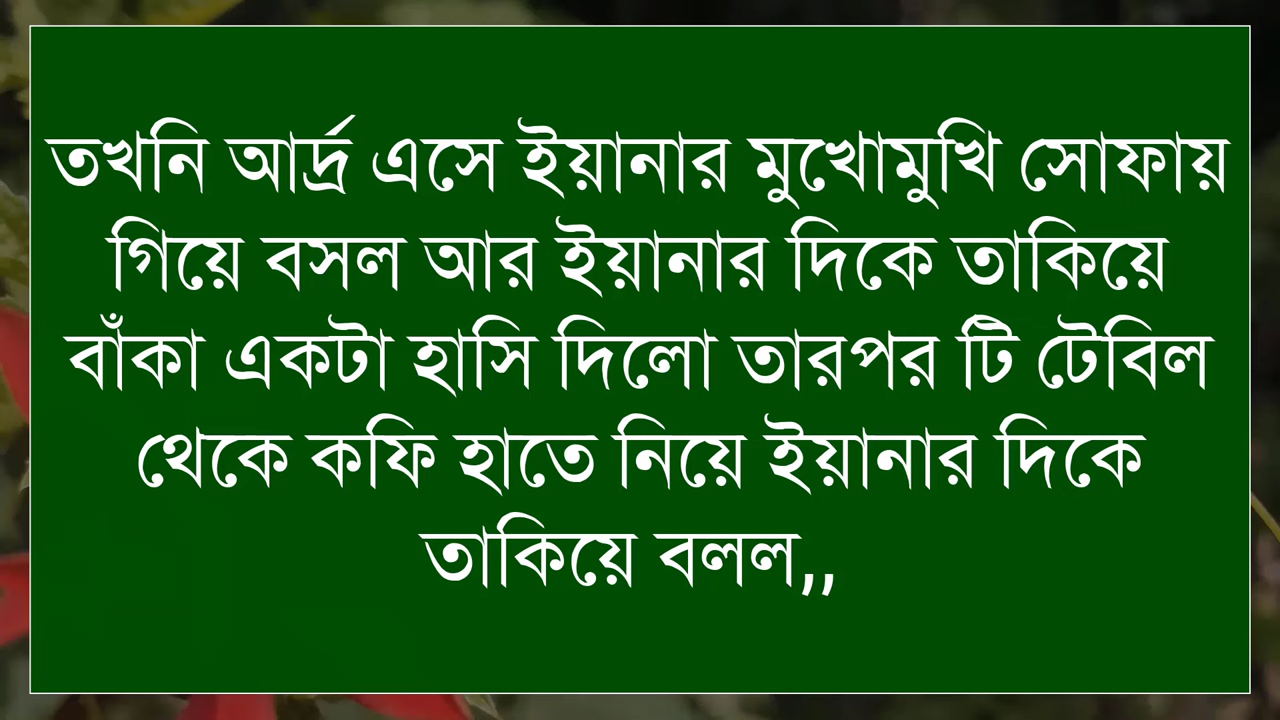 তখনি আর্দ্র এসে ইয়ানার মুখোমুখি সোফায়
গিয়ে বসল আর ইয়ানার দিকে তাকিয়ে
বাঁকা একটা হাসি দিলো তারপর টি টেবিল
থেকে কফি হাতে নিয়ে ইয়ানার দিকে
তাকিয়ে বলল,,